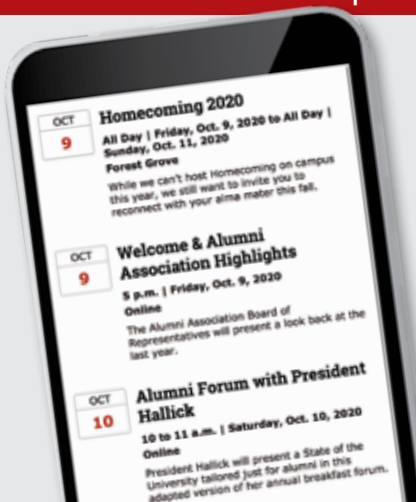 OCT
9
Homecoming 2020
All Day | Friday, Oct. 9, 2020 to All Day |
Sunday, Oct. 11, 2020
Forest Grove
While we can't host Homecoming on campus
this year, we still want to invite you to
reconnect with your alma mater this fall.
OCT
9
Welcome & Alumni
Association Highlights
5 p.m. | Friday, Oct. 9, 2020
Online
The Alumni Association Board of
Representatives will present a look back at the
last year.
OCT
10
Alumni Forum with President
Hallick
10 to 11 a.m. | Saturday, Oct. 10, 2020
Online
President Hallick will present a State of the
University tailored just for alumni in this
adapted version of her annual breakfast forum.